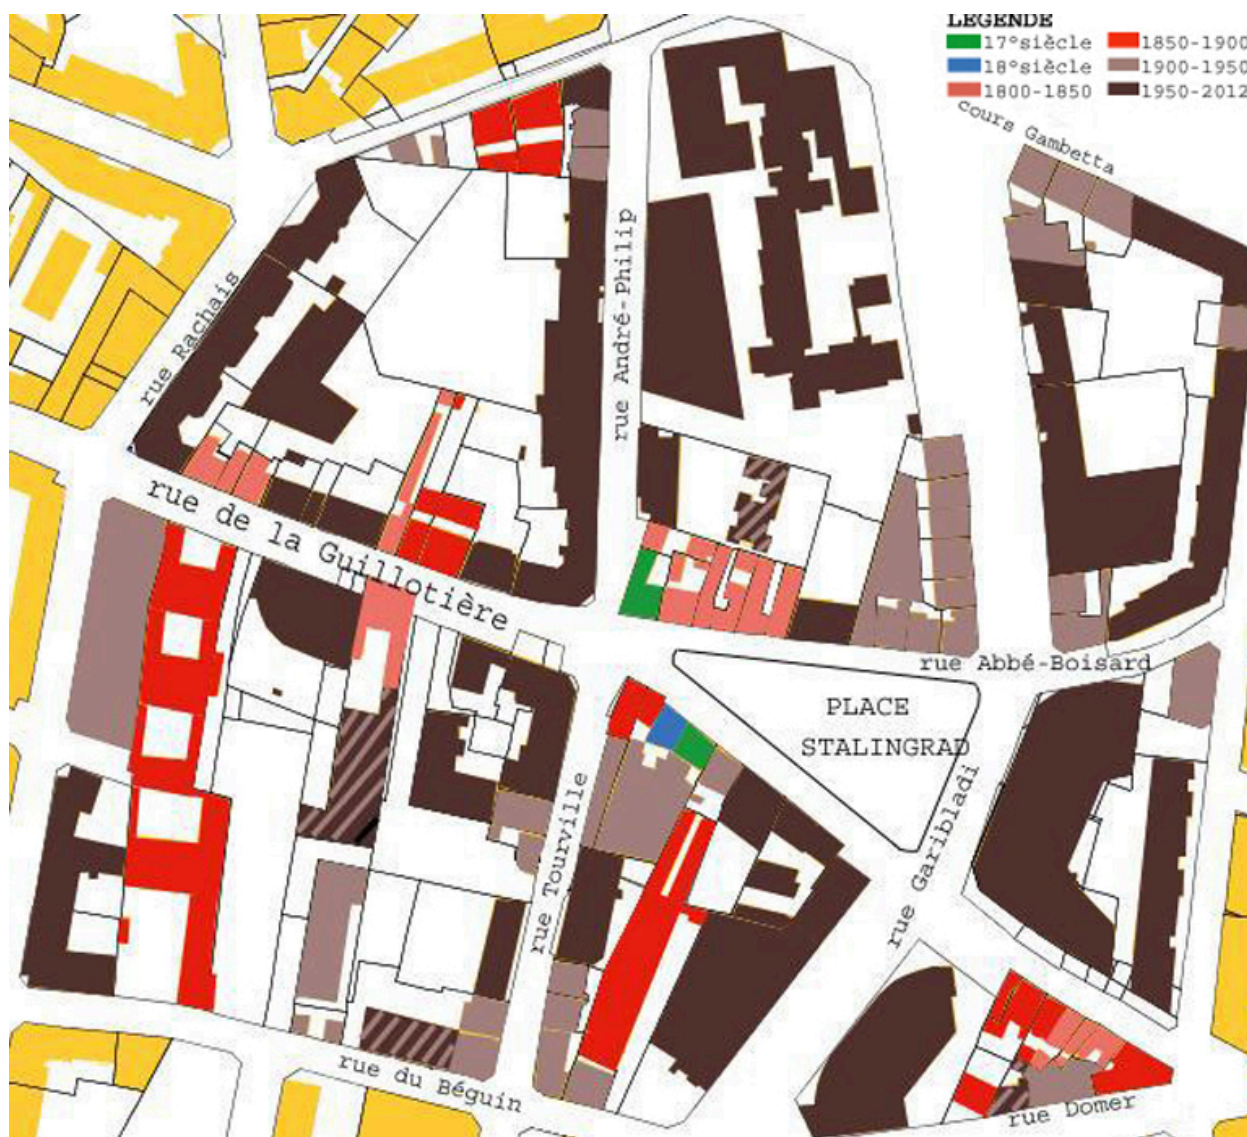 LEGENDE
17°siècle
1850-1900
18°siècle
1900-1950
1800-1850
1950-2012
cours Gambetta
rue Rachais
rue André-Philip
rue de la Guillotière
rue Abbé-Boisard
PLACE
STALINGRAD
rue Tourville
rue Garibladi
rue du Béguin
rue Domer